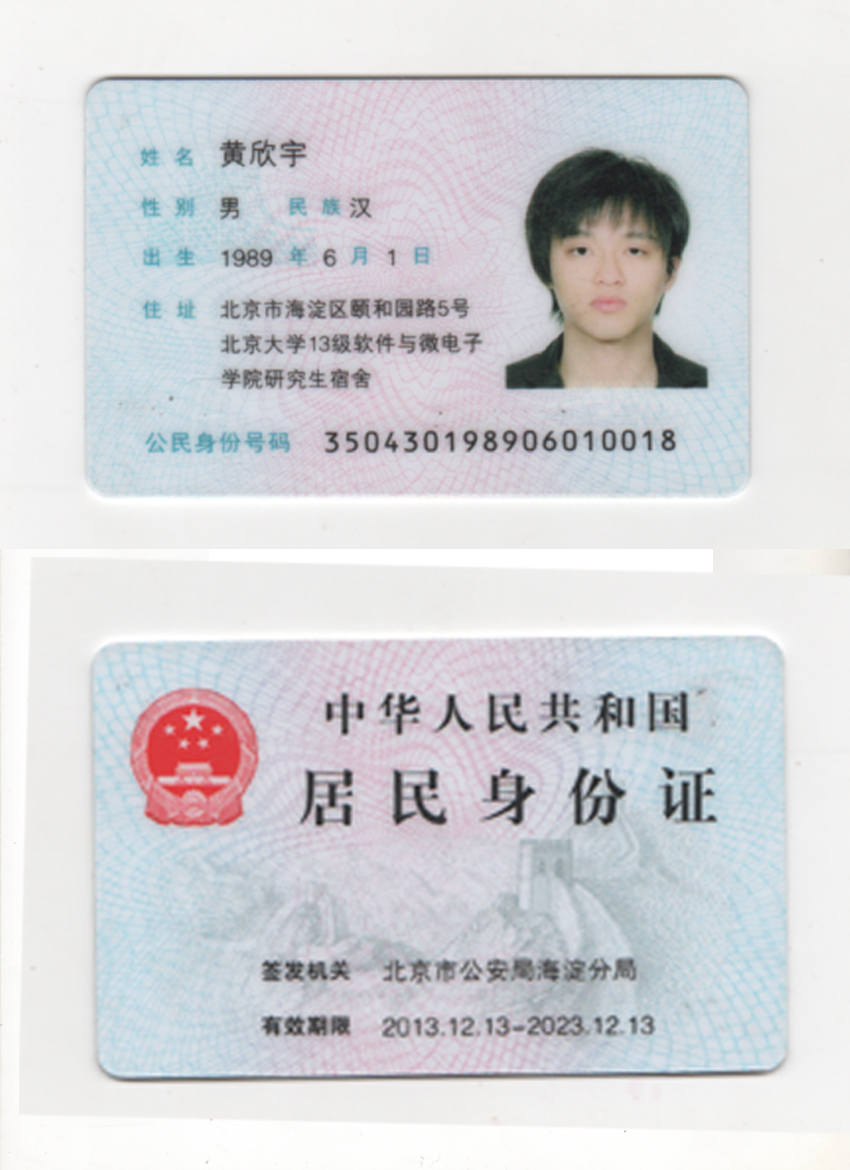 姓名 黄欣宇
性别 男 民族 汉
出生 1989 年 6 月 1 日
住址 北京市海淀区颐和园路5号
北京大学13级软件与微电子
学院研究生宿舍
公民身份号码 350430198906010018
中华人民共和国
居民身份证
签发机关 北京市公安局海淀分局
有效期限 2013.12.13-2023.12.13